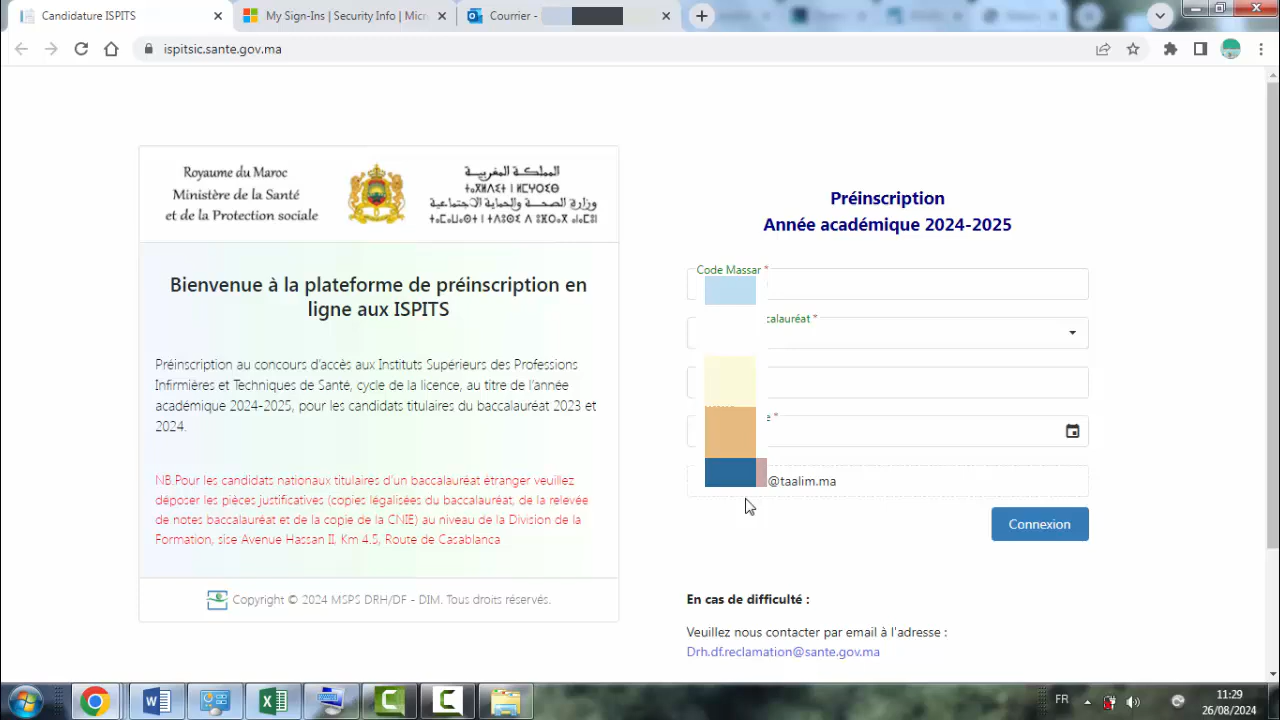 Candidature ISPITS
My Sign-Ins | Security Info | Micr
Courrier -
ispitsic.sante.gov.ma
Royaume du Maroc
Ministère de la Santé
et de la Protection sociale
المملكة المغربية
ⵜⴰⴳⵍⴷⵉⵜ ⵏ ⵍⵎⵖⵔⵉⴱ
وزارة الصحة والحماية الاجتماعية
Préinscription
Année académique 2024-2025
Bienvenue à la plateforme de préinscription en
ligne aux ISPITS
Préinscription au concours d'accès aux Instituts Supérieurs des Professions
Infirmières et Techniques de Santé, cycle de la licence, au titre de l'année
académique 2024-2025, pour les candidats titulaires du baccalauréat 2023 et
2024.
NB.Pour les candidats nationaux titulaires d'un baccalauréat étranger veuillez
déposer les pièces justificatives (copies légalisées du baccalauréat, de la relevée
de notes baccalauréat et de la copie de la CNIE) au niveau de la Division de la
Formation, sise Avenue Hassan II, Km 4.5, Route de Casablanca
Copyright © 2024 MSPS DRH/DF - DIM. Tous droits réservés.
Code Massar *
calauréat *
e *
@taalim.ma
Connexion
En cas de difficulté :
Veuillez nous contacter par email à l'adresse :
Drh.df.reclamation@sante.gov.ma
FR
11:29
26/08/2024